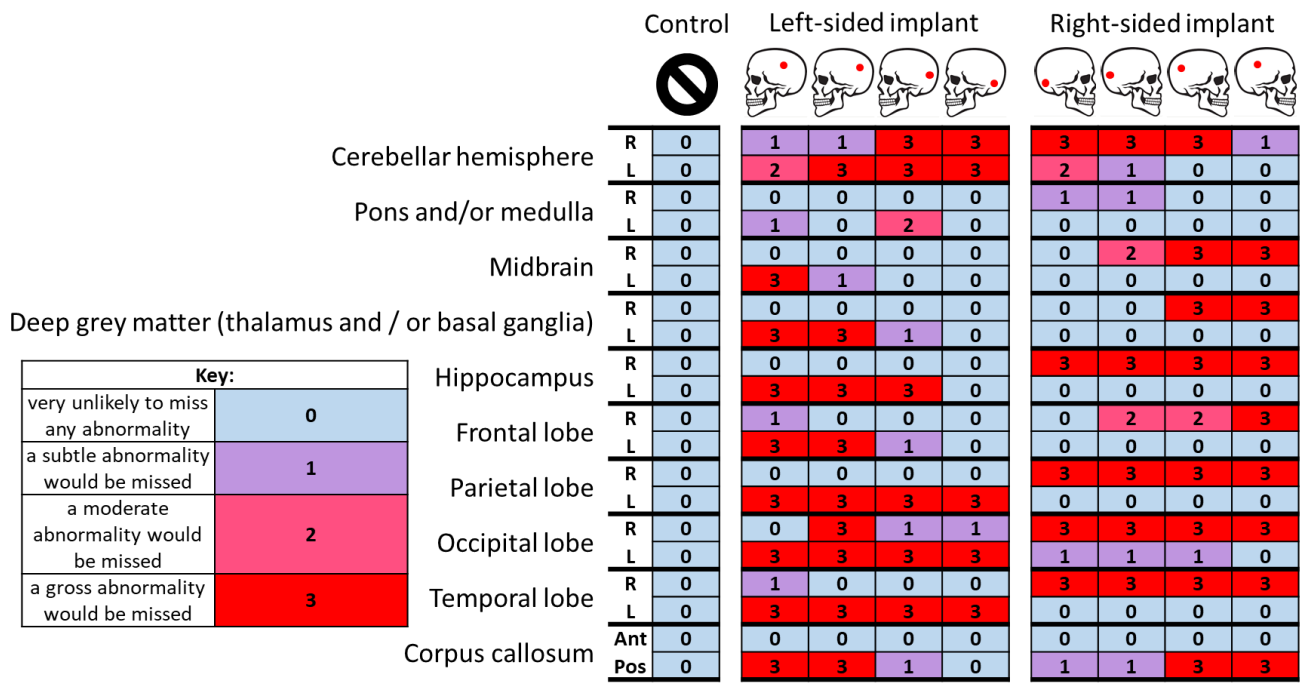 Control Left-sided implant Right-sided implant
Cerebellar hemisphere R 0 1 1 3 3 3 3 3 1
L 0 2 3 3 3 2 1 0 0
Pons and/or medulla R 0 0 0 0 0 1 1 0 0
L 0 1 0 2 0 0 0 0 0
Midbrain R 0 0 0 0 0 0 2 3 3
L 0 3 1 0 0 0 0 0 0
Deep grey matter (thalamus and / or basal ganglia) R 0 0 0 0 0 0 0 3 3
L 0 3 3 1 0 0 0 0 0
Hippocampus R 0 0 0 0 0 3 3 3 3
L 0 3 3 3 0 0 0 0 0
Frontal lobe R 0 1 0 0 0 0 2 2 3
L 0 3 3 1 0 0 0 0 0
Parietal lobe R 0 0 0 0 0 3 3 3 3
L 0 3 3 3 3 0 0 0 0
Occipital lobe R 0 0 3 1 1 3 3 3 3
L 0 3 3 3 3 1 1 1 0
Temporal lobe R 0 1 0 0 0 3 3 3 3
L 0 3 3 3 3 0 0 0 0
Corpus callosum Ant 0 0 0 0 0 0 0 0 0
Pos 0 3 3 1 0 1 1 3 3
Key:
very unlikely to miss
any abnormality
0
a subtle abnormality
would be missed
1
a moderate
abnormality would
be missed
2
a gross abnormality
would be missed
3